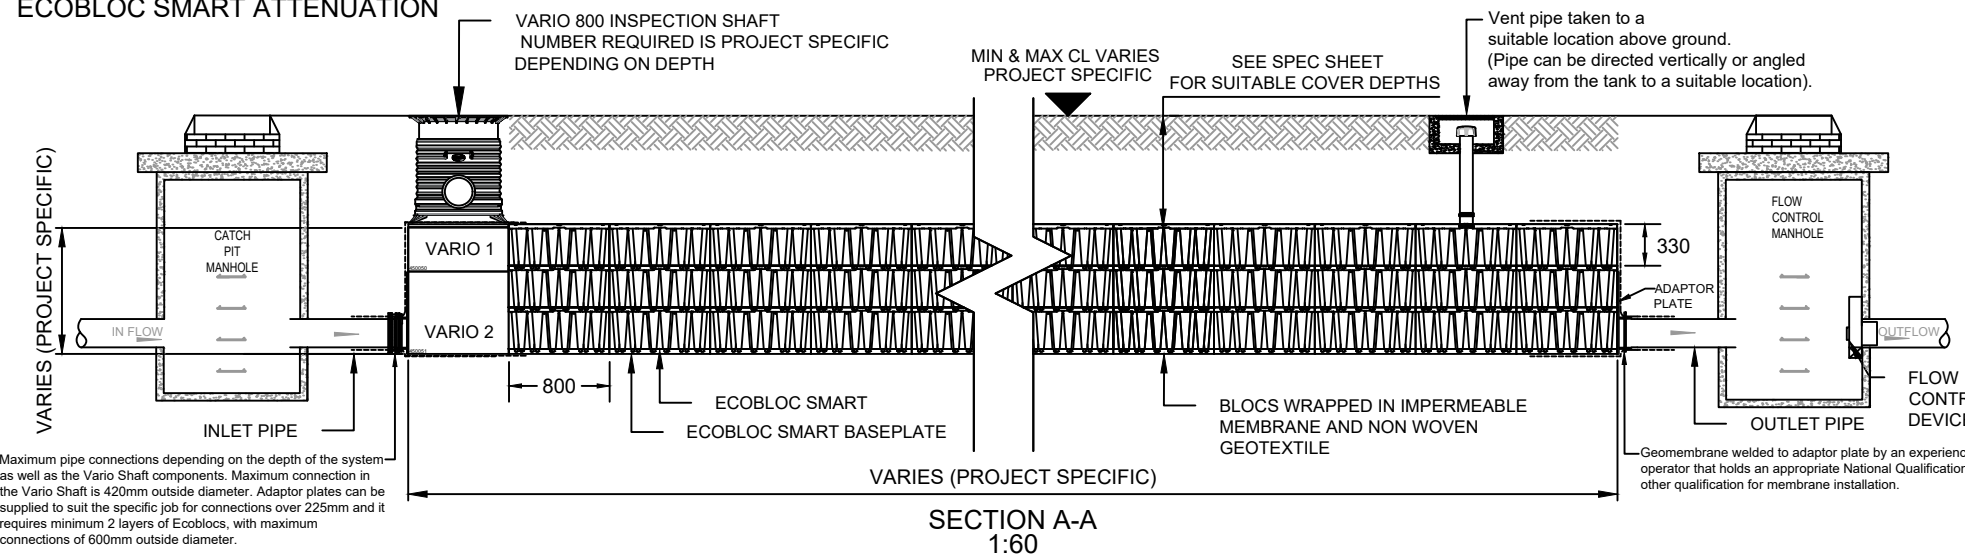 ECOBLOC SMART ATTENUATION
VARIO 800 INSPECTION SHAFT
NUMBER REQUIRED IS PROJECT SPECIFIC
DEPENDING ON DEPTH
MIN & MAX CL VARIES
PROJECT SPECIFIC
SEE SPEC SHEET
FOR SUITABLE COVER DEPTHS
Vent pipe taken to a
suitable location above ground.
(Pipe can be directed vertically or angled
away from the tank to a suitable location).
VARIES (PROJECT SPECIFIC)
CATCH
PIT
MANHOLE
IN FLOW
VARIO 1
VARIO 2
330
ADAPTOR
PLATE
FLOW
CONTROL
MANHOLE
OUTFLOW
800
ECOBLOC SMART
ECOBLOC SMART BASEPLATE
INLET PIPE
BLOCS WRAPPED IN IMPERMEABLE
MEMBRANE AND NON WOVEN
GEOTEXTILE
OUTLET PIPE
FLOW
CONTR
DEVIC
Maximum pipe connections depending on the depth of the system
as well as the Vario Shaft components. Maximum connection in
the Vario Shaft is 420mm outside diameter. Adaptor plates can be
supplied to suit the specific job for connections over 225mm and it
requires minimum 2 layers of Ecoblocs, with maximum
connections of 600mm outside diameter.
VARIES (PROJECT SPECIFIC)
Geomembrane welded to adaptor plate by an experienc
operator that holds an appropriate National Qualification
other qualification for membrane installation.
SECTION A-A
1:60